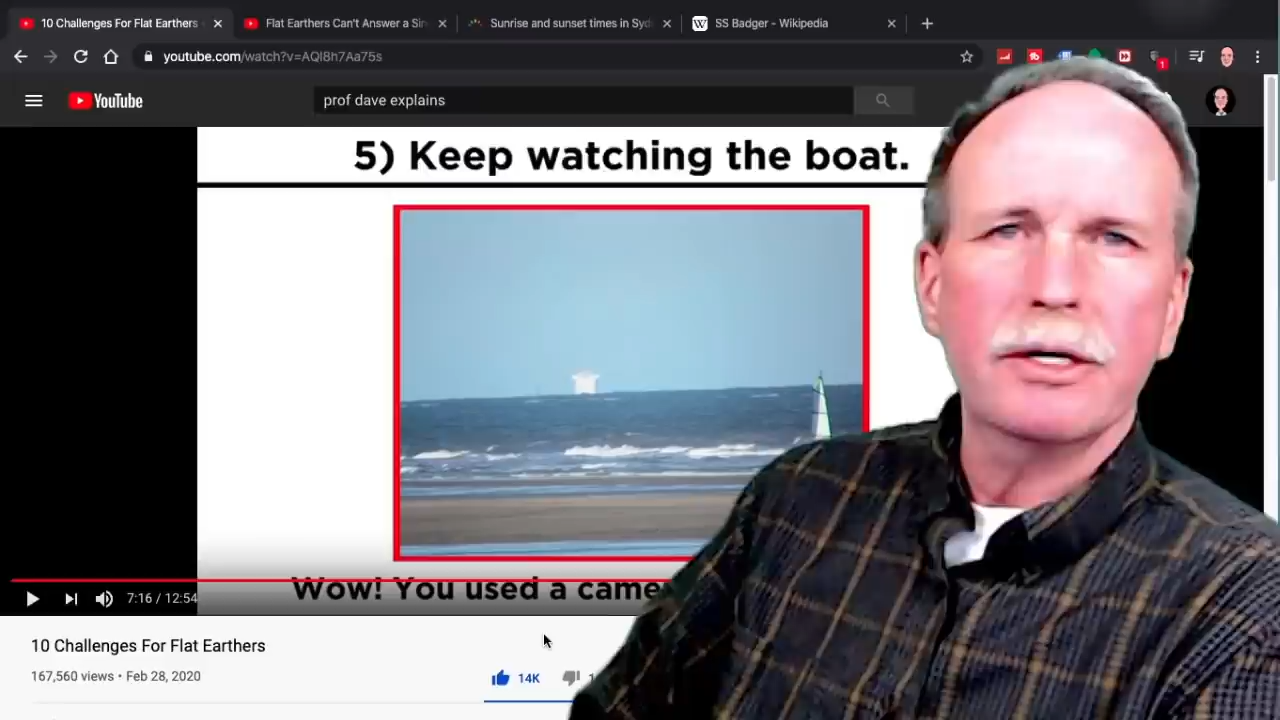 10 Challenges For Flat Earthers
Flat Earthers Can't Answer a Sin
Sunrise and sunset times in Syd
SS Badger - Wikipedia
youtube.com/watch?v=AQI8h7Aa75s
YouTube
prof dave explains
1
5) Keep watching the boat.
Wow! You used a came
7:16 / 12:54
10 Challenges For Flat Earthers
167,560 views • Feb 28, 2020
14K